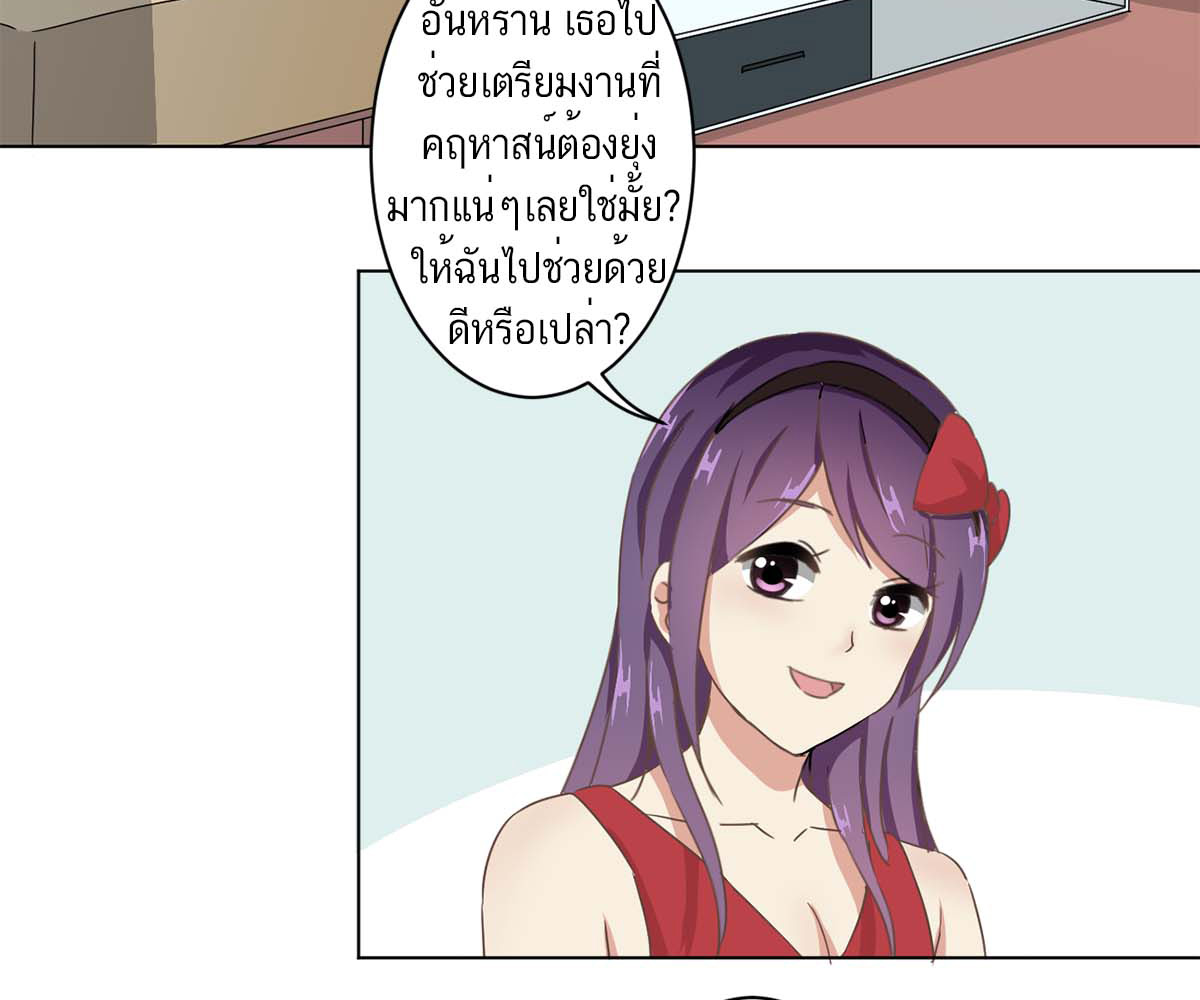 อันหราน เธอไป
ช่วยเตรียมงานที่
คฤหาสน์ต้องยุ่ง
มากแน่ๆเลยใช่มั้ย?
ให้ฉันไปช่วยด้วย
ดีหรือเปล่า?